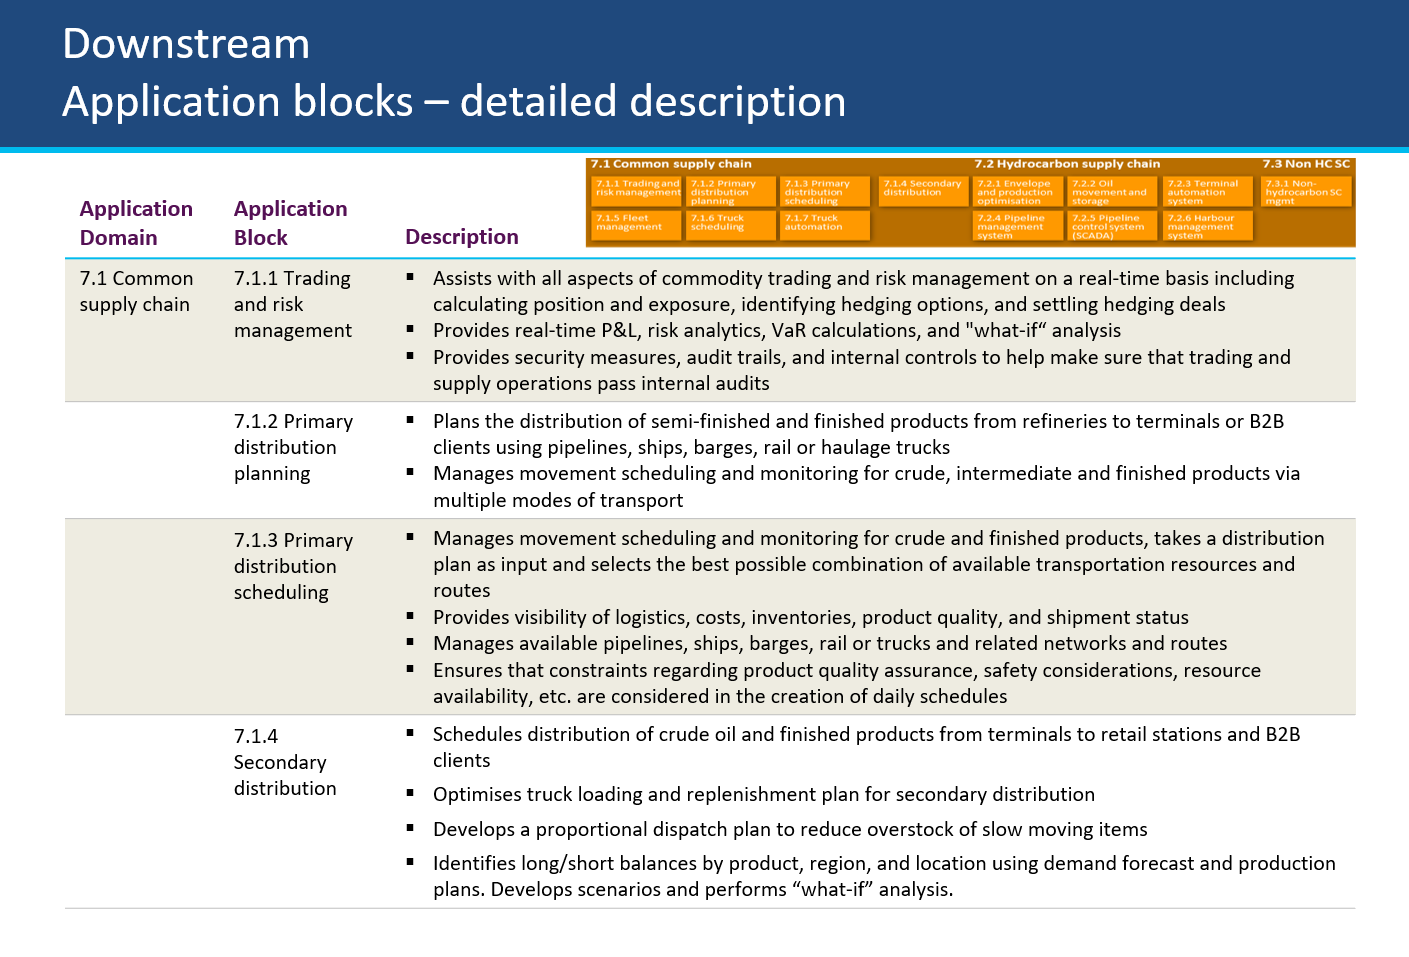 Downstream
Application blocks – detailed description
7.1 Common supply chain
7.2 Hydrocarbon supply chain
7.3 Non HC SC
7.1.1 Trading and
risk management
7.1.2 Primary
distribution
planning
7.1.3 Primary
distribution
scheduling
7.1.4 Secondary
distribution
7.2.1 Envelope
and production
optimisation
7.2.2 Oil
movement and
storage
7.2.3 Terminal
automation
system
7.3.1 Non-
hydrocarbon SC
mgmt
7.1.5 Fleet
management
7.1.6 Truck
scheduling
7.1.7 Truck
automation
7.2.4 Pipeline
management
system
7.2.5 Pipeline
control system
(SCADA)
7.2.6 Harbour
management
system
Application
Domain
Application
Block
Description
7.1 Common
supply chain
7.1.1 Trading
and risk
management
▪ Assists with all aspects of commodity trading and risk management on a real-time basis including
calculating position and exposure, identifying hedging options, and settling hedging deals
▪ Provides real-time P&L, risk analytics, VaR calculations, and "what-if“ analysis
▪ Provides security measures, audit trails, and internal controls to help make sure that trading and
supply operations pass internal audits
7.1.2 Primary
distribution
planning
▪ Plans the distribution of semi-finished and finished products from refineries to terminals or B2B
clients using pipelines, ships, barges, rail or haulage trucks
▪ Manages movement scheduling and monitoring for crude, intermediate and finished products via
multiple modes of transport
7.1.3 Primary
distribution
scheduling
▪ Manages movement scheduling and monitoring for crude and finished products, takes a distribution
plan as input and selects the best possible combination of available transportation resources and
routes
▪ Provides visibility of logistics, costs, inventories, product quality, and shipment status
▪ Manages available pipelines, ships, barges, rail or trucks and related networks and routes
▪ Ensures that constraints regarding product quality assurance, safety considerations, resource
availability, etc. are considered in the creation of daily schedules
7.1.4
Secondary
distribution
▪ Schedules distribution of crude oil and finished products from terminals to retail stations and B2B
clients
▪ Optimises truck loading and replenishment plan for secondary distribution
▪ Develops a proportional dispatch plan to reduce overstock of slow moving items
▪ Identifies long/short balances by product, region, and location using demand forecast and production
plans. Develops scenarios and performs “what-if” analysis.